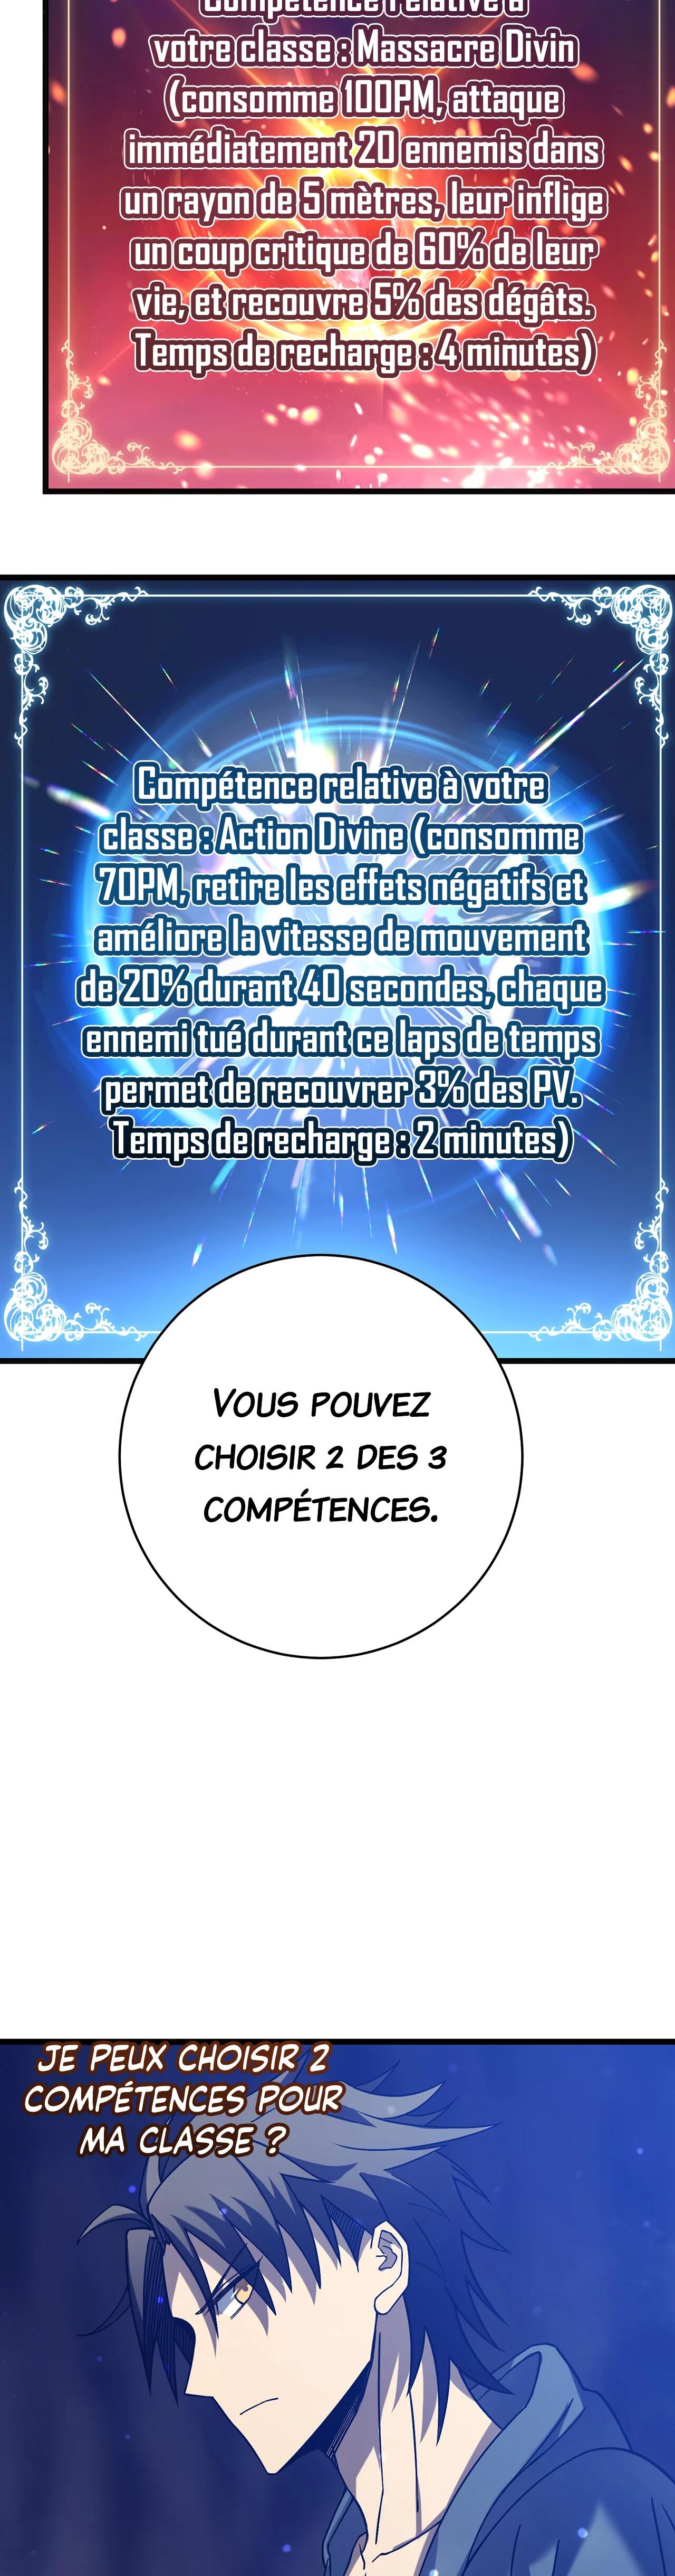 Compétence relative à
votre classe : Massacre Divin
(consomme 100PM, attaque
immédiatement 20 ennemis dans
un rayon de 5 mètres, leur inflige
un coup critique de 60% de leur
vie, et recouvre 5% des dégâts.
Temps de recharge : 4 minutes)
Compétence relative à votre
classe : Action Divine (consomme
70PM, retire les effets négatifs et
améliore la vitesse de mouvement
de 20% durant 40 secondes, chaque
ennemi tué durant ce laps de temps
permet de recouvrer 3% des PV.
Temps de recharge : 2 minutes)
VOUS POUVEZ
CHOISIR 2 DES 3
COMPÉTENCES.
JE PEUX CHOISIR 2
COMPÉTENCES POUR
MA CLASSE ?